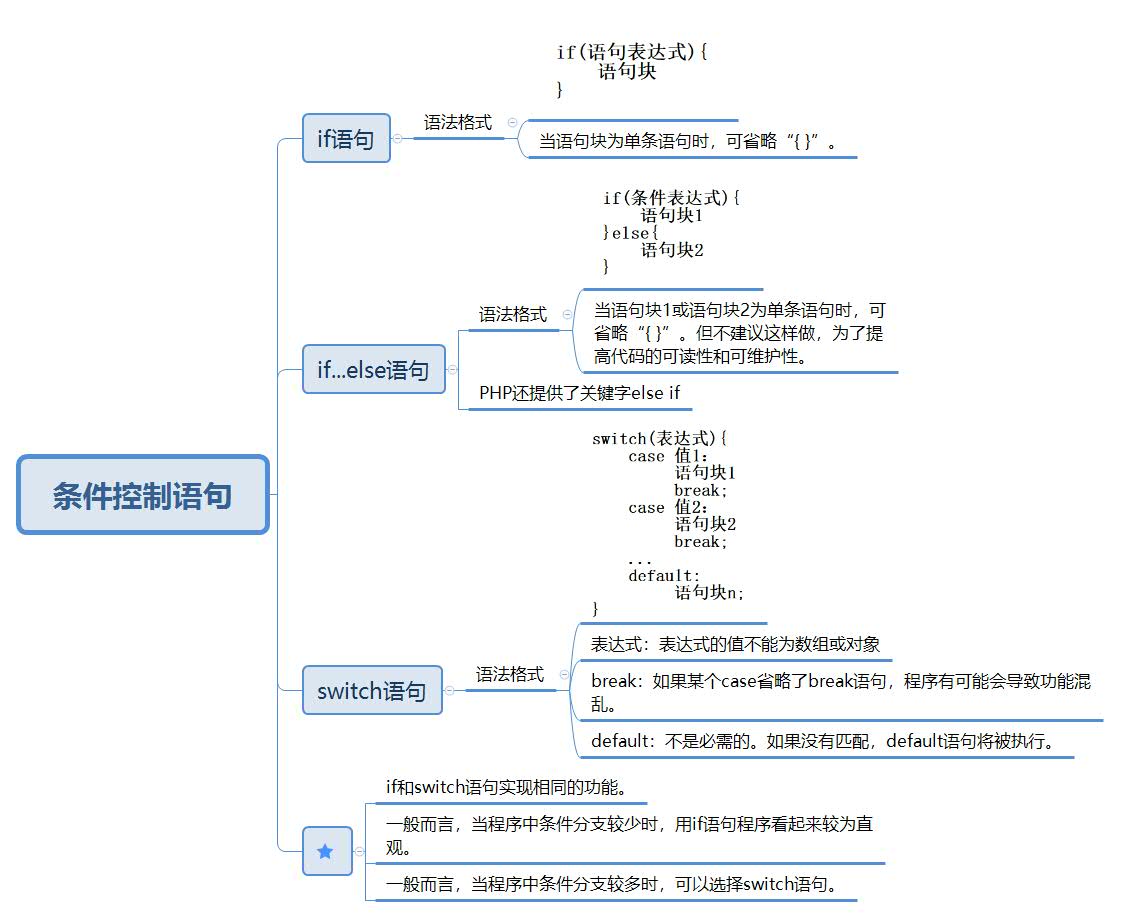 条件控制语句
if语句
语法格式
if(语句表达式){
语句块
}
当语句块为单条语句时，可省略“{ }”。
if...else语句
语法格式
if(条件表达式){
语句块1
}else{
语句块2
}
当语句块1或语句块2为单条语句时，可
省略“{ }”。但不建议这样做，为了提
高代码的可读性和可维护性。
PHP还提供了关键字else if
switch语句
语法格式
switch(表达式){
case 值1：
语句块1
break;
case 值2：
语句块2
break;
...
default:
语句块n;
}
表达式：表达式的值不能为数组或对象
break：如果某个case省略了break语句，程序有可能会导致功能混
乱。
default：不是必需的。如果没有匹配，default语句将被执行。
if和switch语句实现相同的功能。
一般而言，当程序中条件分支较少时，用if语句程序看起来较为直
观。
一般而言，当程序中条件分支较多时，可以选择switch语句。